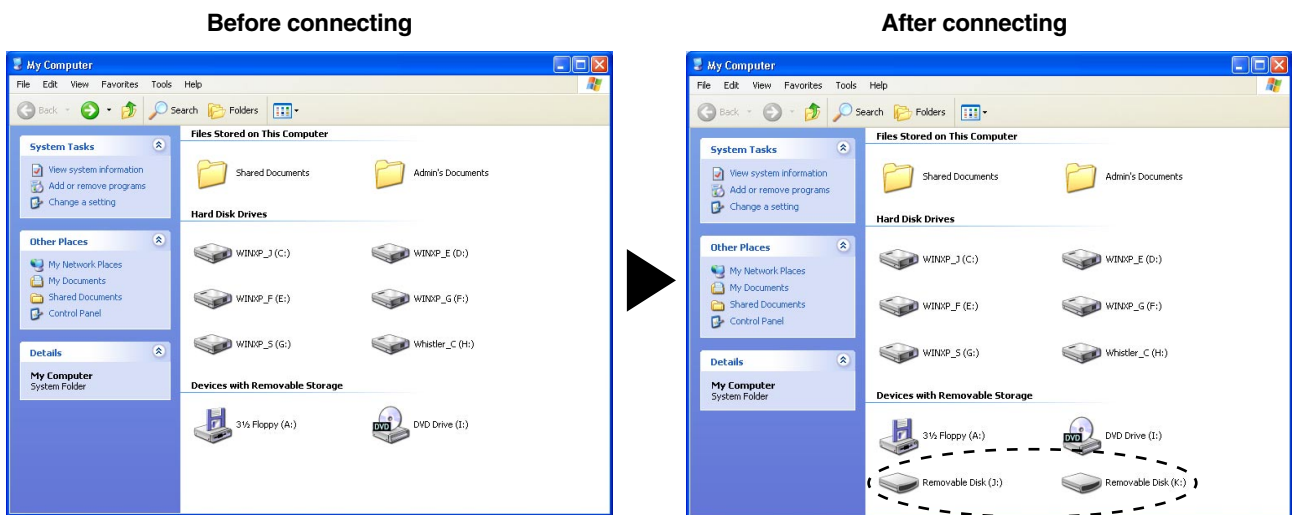 Before connecting
My Computer
File Edit View Favorites Tools Help
Back Search Folders
System Tasks
View system information
Add or remove programs
Change a setting
Other Places
My Network Places
My Documents
Shared Documents
Control Panel
Details
My Computer
System Folder
Files Stored on This Computer
Shared Documents Admin's Documents
Hard Disk Drives
WINXP_J (C:) WINXP_E (D:)
WINXP_F (E:) WINXP_G (F:)
WINXP_S (G:) Whistler_C (H:)
Devices with Removable Storage
3½ Floppy (A:) DVD DVD Drive (I:)
After connecting
My Computer
File Edit View Favorites Tools Help
Back Search Folders
System Tasks
View system information
Add or remove programs
Change a setting
Other Places
My Network Places
My Documents
Shared Documents
Control Panel
Details
My Computer
System Folder
Files Stored on This Computer
Shared Documents Admin's Documents
Hard Disk Drives
WINXP_J (C:) WINXP_E (D:)
WINXP_F (E:) WINXP_G (F:)
WINXP_S (G:) Whistler_C (H:)
Devices with Removable Storage
3½ Floppy (A:) DVD DVD Drive (I:)
Removable Disk (J:) Removable Disk (K:)